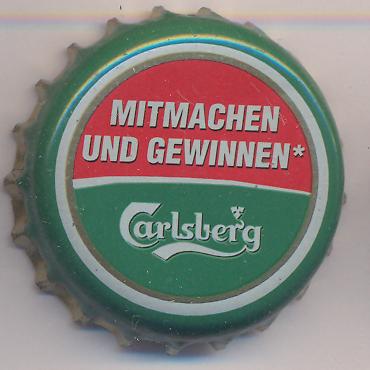 MITMACHEN
UND GEWINNEN*
Carlsberg